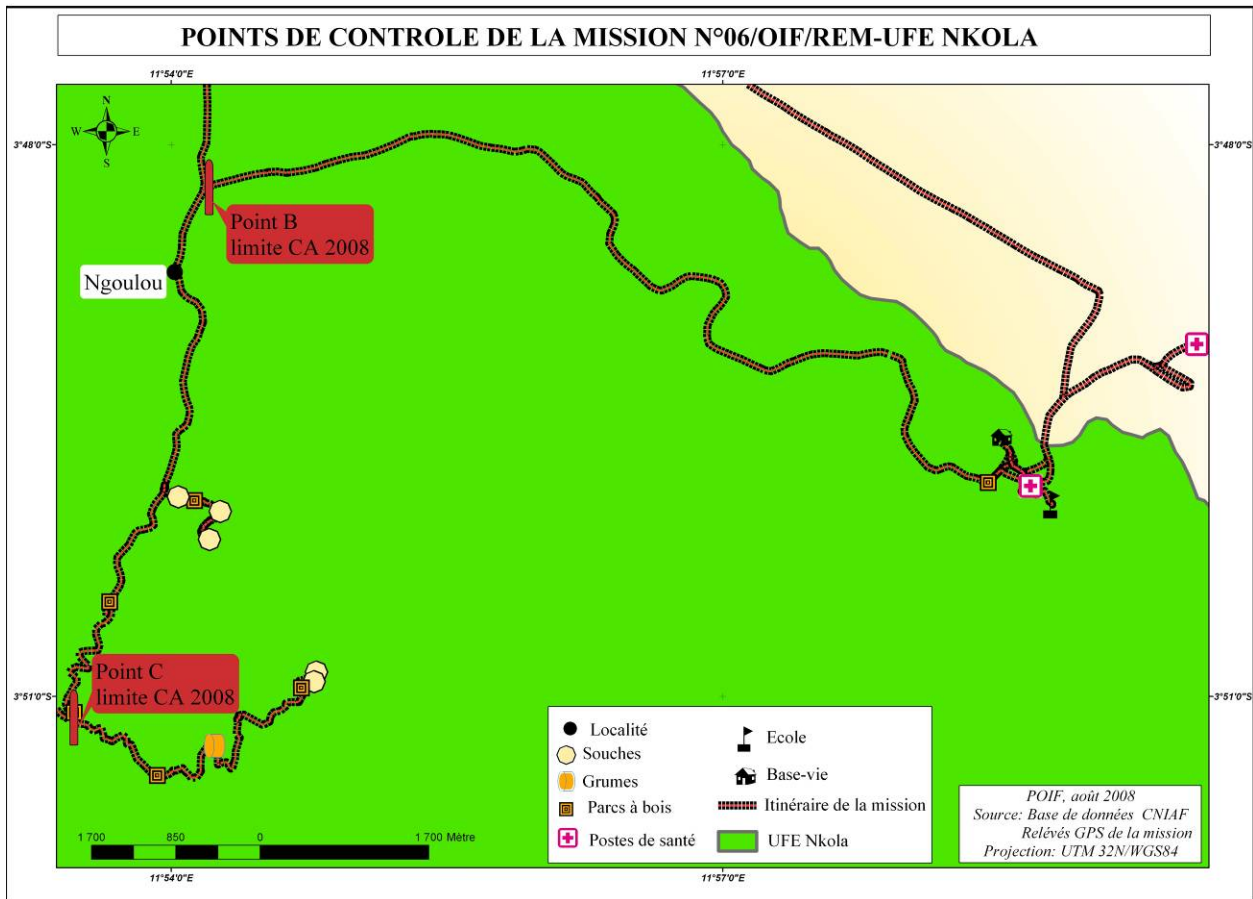 POINTS DE CONTROLE DE LA MISSION N°06/OIF/REM-UFE NKOLA
11°54'0"E
11°57'0"E
N
W
E
S
3°48'0"S
3°48'0"S
Point B
limite CA 2008
Ngoulou
Point C
limite CA 2008
3°51'0"S
3°51'0"S
Localité
Souches
Grumes
Parcs à bois
Postes de santé
Ecole
Base-vie
Itinéraire de la mission
UFE Nkola
POIF, août 2008
Source: Base de données CNIAF
Relévés GPS de la mission
Projection: UTM 32N/WGS84
1 700
850
0
1 700 Mètre
11°54'0"E
11°57'0"E